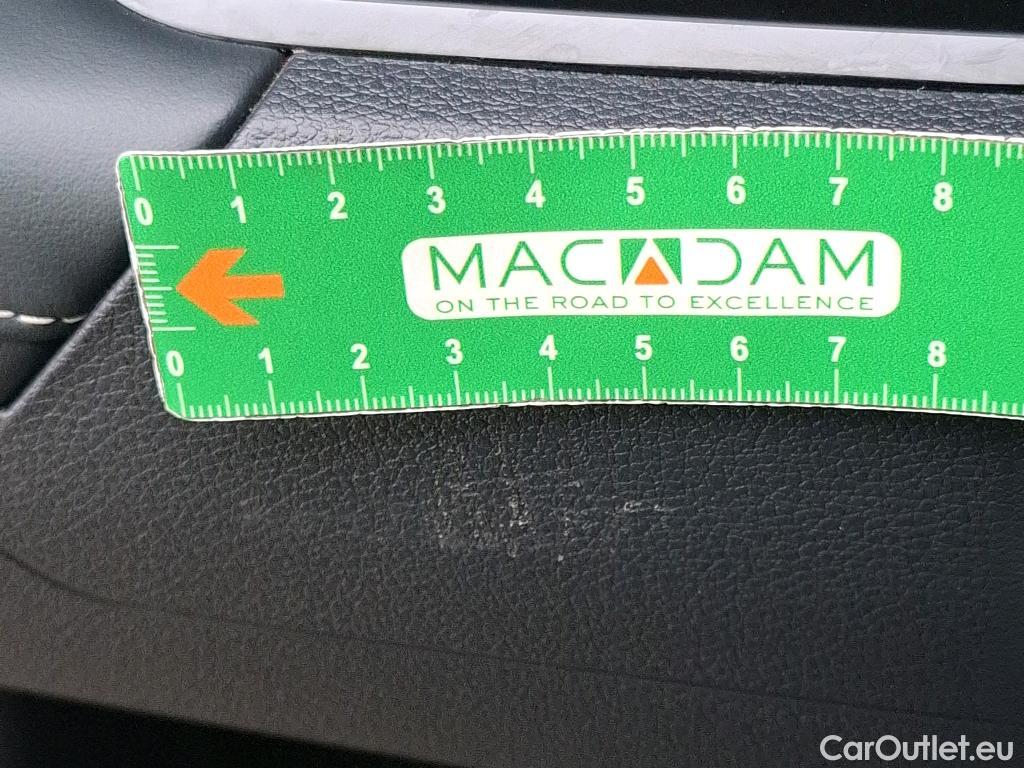 0 1 2 3 4 5 6 7 8
MACADAM
ON THE ROAD TO EXCELLENCE
0 1 2 3 4 5 6 7 8
CarOutlet.eu